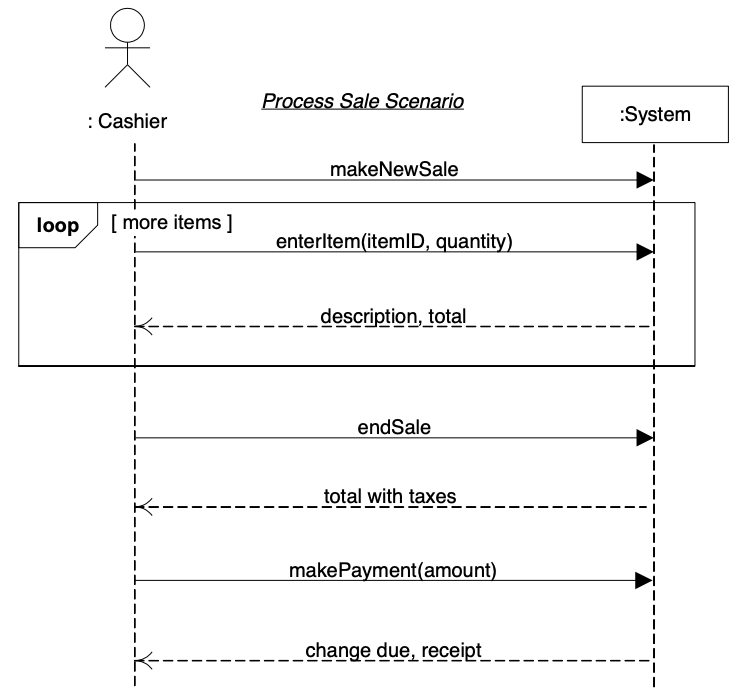 Process Sale Scenario
: Cashier
:System
makeNewSale
loop
[ more items ]
enterItem(itemID, quantity)
description, total
endSale
total with taxes
makePayment(amount)
change due, receipt